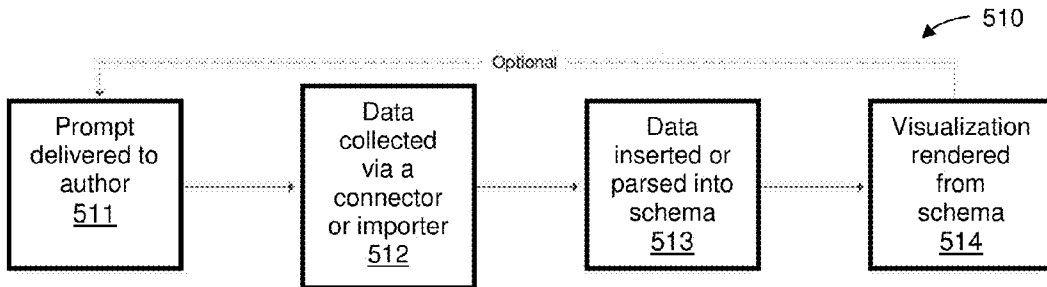 510
Optional
Prompt
delivered to
author
511
Data
collected
via a
connector
or importer
512
Data
inserted or
parsed into
schema
513
Visualization
rendered
from
schema
514